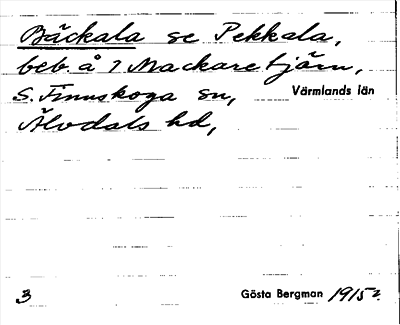 Bäckala se Pekkala,
beb. å 7 Mackaretjärn,
S. Finnskoga sn, Värmlands län
Älvdals hd,
3 Gösta Bergman 1915?